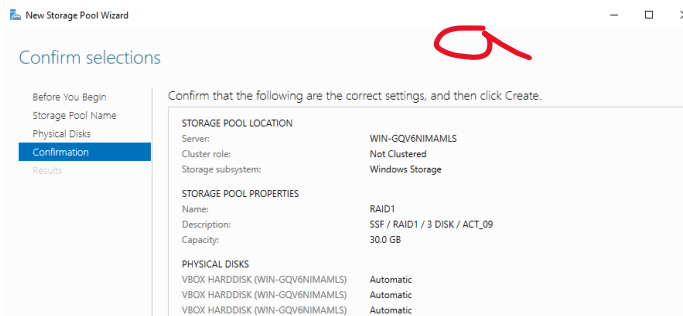 New Storage Pool Wizard
Confirm selections
Before You Begin
Storage Pool Name
Physical Disks
Confirmation
Results
Confirm that the following are the correct settings, and then click Create.
STORAGE POOL LOCATION
Server: WIN-GQV6NIMAMLS
Cluster role: Not Clustered
Storage subsystem: Windows Storage
STORAGE POOL PROPERTIES
Name: RAID1
Description: SSF / RAID1 / 3 DISK / ACT_09
Capacity: 30.0 GB
PHYSICAL DISKS
VBOX HARDDISK (WIN-GQV6NIMAMLS) Automatic
VBOX HARDDISK (WIN-GQV6NIMAMLS) Automatic
VBOX HARDDISK (WIN-GQV6NIMAMLS) Automatic